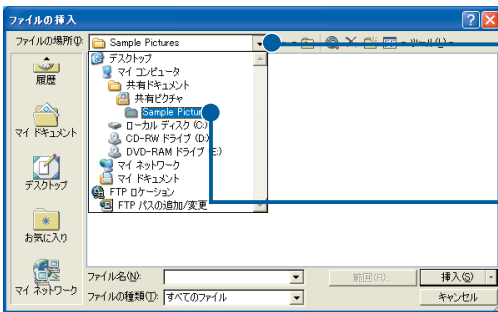 ファイルの挿入
ファイルの場所(I):
Sample Pictures
ツール(L)
デスクトップ
マイ コンピュータ
共有ドキュメント
共有ピクチャ
Sample Pictur
ローカル ディスク (C:)
CD-RW ドライブ (D:)
DVD-RAM ドライブ (E:)
マイ ネットワーク
マイ ドキュメント
FTP ロケーション
FTP パスの追加/変更
履歴
マイ ドキュメント
デスクトップ
お気に入り
マイ ネットワーク
ファイル名(N):
範囲(R)...
挿入(S)
ファイルの種類(T):
すべてのファイル
キャンセル